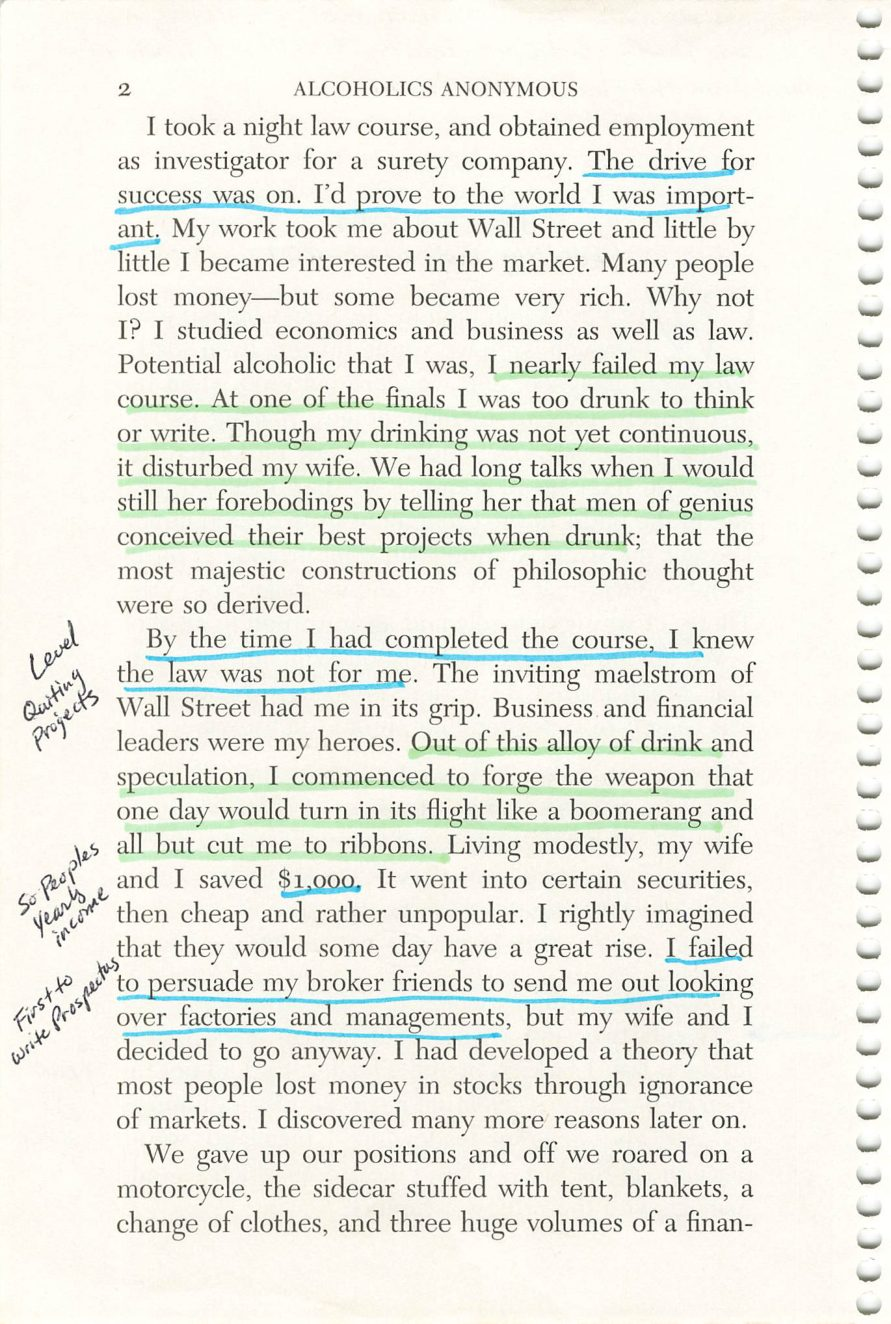 2 ALCOHOLICS ANONYMOUS
I took a night law course, and obtained employment
as investigator for a surety company. The drive for
success was on. I'd prove to the world I was import-
ant. My work took me about Wall Street and little by
little I became interested in the market. Many people
lost money—but some became very rich. Why not
I? I studied economics and business as well as law.
Potential alcoholic that I was, I nearly failed my law
course. At one of the finals I was too drunk to think
or write. Though my drinking was not yet continuous,
it disturbed my wife. We had long talks when I would
still her forebodings by telling her that men of genius
conceived their best projects when drunk; that the
most majestic constructions of philosophic thought
were so derived.
By the time I had completed the course, I knew
the law was not for me. The inviting maelstrom of
Wall Street had me in its grip. Business and financial
leaders were my heroes. Out of this alloy of drink and
speculation, I commenced to forge the weapon that
one day would turn in its flight like a boomerang and
all but cut me to ribbons. Living modestly, my wife
and I saved $1,000. It went into certain securities,
then cheap and rather unpopular. I rightly imagined
that they would some day have a great rise. I failed
to persuade my broker friends to send me out looking
over factories and managements, but my wife and I
decided to go anyway. I had developed a theory that
most people lost money in stocks through ignorance
of markets. I discovered many more reasons later on.
We gave up our positions and off we roared on a
motorcycle, the sidecar stuffed with tent, blankets, a
change of clothes, and three huge volumes of a finan-
Level
Quiting
Projects
So Peoples
yearly
income
First to
write Prospectus